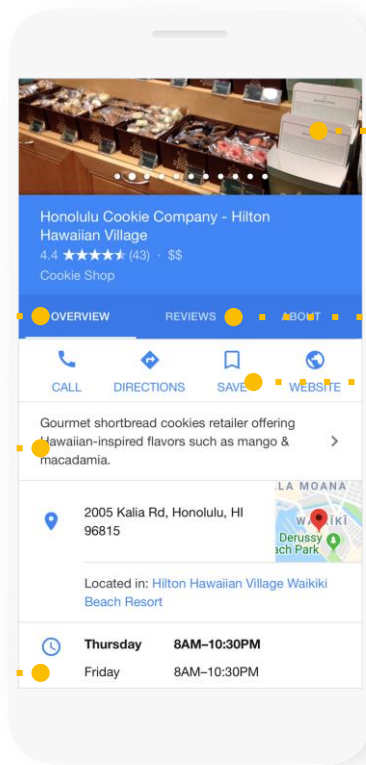 Honolulu Cookie Company - Hilton
Hawaiian Village
4.4 ★★★★★ (43) · $$
Cookie Shop
OVERVIEW REVIEWS ABOUT
CALL DIRECTIONS SAVE WEBSITE
Gourmet shortbread cookies retailer offering
Hawaiian-inspired flavors such as mango &
macadamia.
LA MOANA
WAIKIKI
Derussy
ach Park
2005 Kalia Rd, Honolulu, HI
96815
Located in: Hilton Hawaiian Village Waikiki
Beach Resort
Thursday 8AM–10:30PM
Friday 8AM–10:30PM